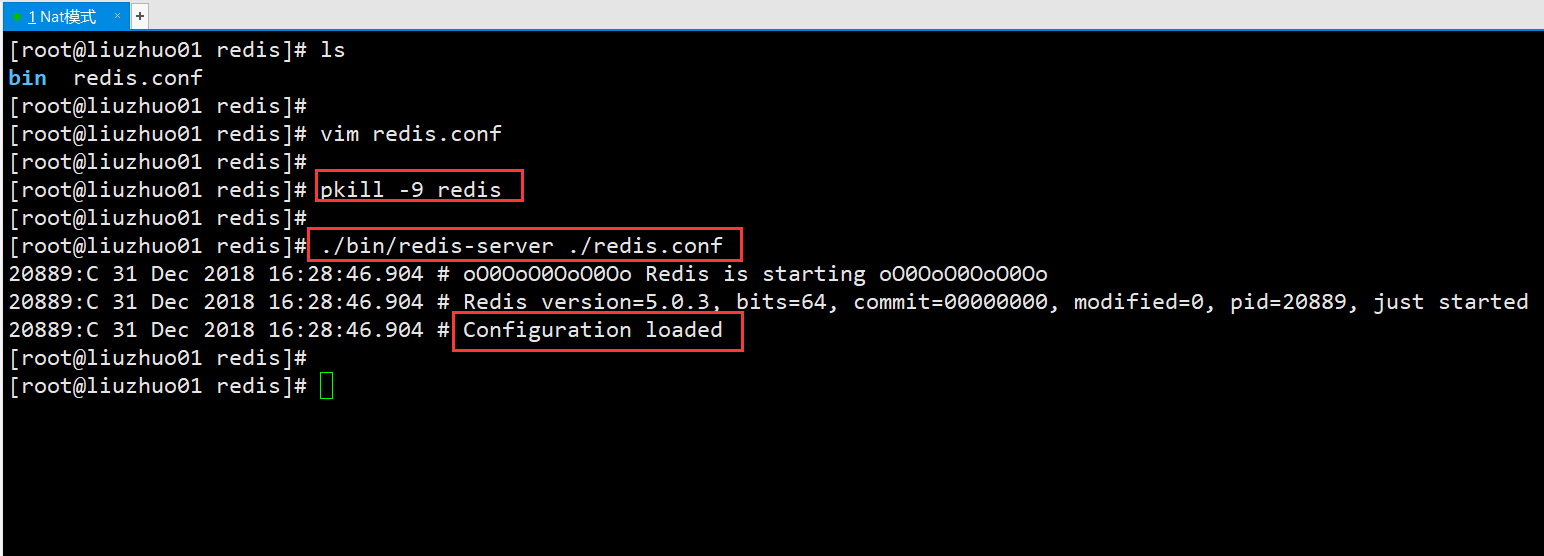 1 Nat模式 × +
[root@liuzhuo01 redis]# ls
bin  redis.conf
[root@liuzhuo01 redis]#
[root@liuzhuo01 redis]# vim redis.conf
[root@liuzhuo01 redis]#
[root@liuzhuo01 redis]# pkill -9 redis
[root@liuzhuo01 redis]#
[root@liuzhuo01 redis]# ./bin/redis-server ./redis.conf
20889:C 31 Dec 2018 16:28:46.904 # oO0OoO0OoO0Oo Redis is starting oO0OoO0OoO0Oo
20889:C 31 Dec 2018 16:28:46.904 # Redis version=5.0.3, bits=64, commit=00000000, modified=0, pid=20889, just started
20889:C 31 Dec 2018 16:28:46.904 # Configuration loaded
[root@liuzhuo01 redis]#
[root@liuzhuo01 redis]#